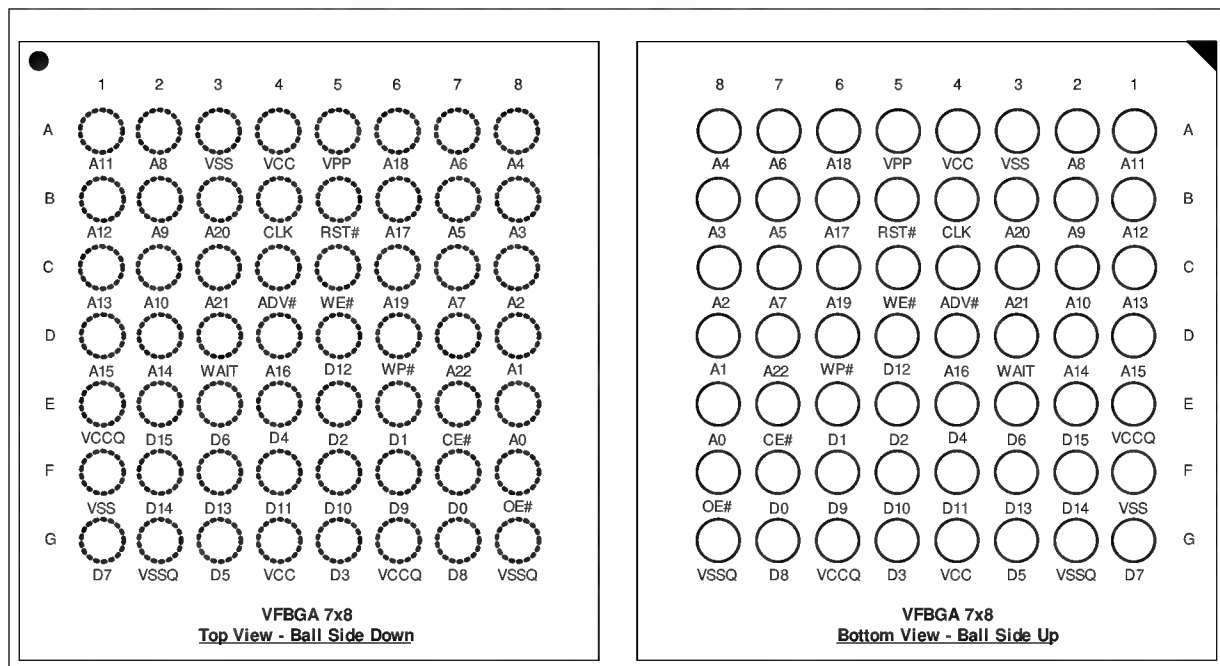 1 2 3 4 5 6 7 8
A
A11 A8 VSS VCC VPP A18 A6 A4
B
A12 A9 A20 CLK RST# A17 A5 A3
C
A13 A10 A21 ADV# WE# A19 A7 A2
D
A15 A14 WAIT A16 D12 WP# A22 A1
E
VCCQ D15 D6 D4 D2 D1 CE# A0
F
VSS D14 D13 D11 D10 D9 D0 OE#
G
D7 VSSQ D5 VCC D3 VCCQ D8 VSSQ
VFBGA 7x8
Top View - Ball Side Down
8 7 6 5 4 3 2 1
A
A4 A6 A18 VPP VCC VSS A8 A11
B
A3 A5 A17 RST# CLK A20 A9 A12
C
A2 A7 A19 WE# ADV# A21 A10 A13
D
A1 A22 WP# D12 A16 WAIT A14 A15
E
A0 CE# D1 D2 D4 D6 D15 VCCQ
F
OE# D0 D9 D10 D11 D13 D14 VSS
G
VSSQ D8 VCCQ D3 VCC D5 VSSQ D7
VFBGA 7x8
Bottom View - Ball Side Up